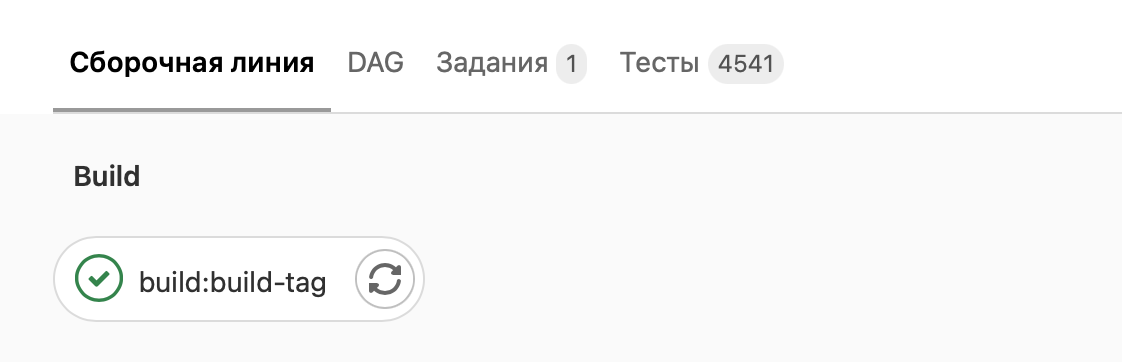 Сборочная линия DAG Задания 1 Тесты 4541
Build
build:build-tag